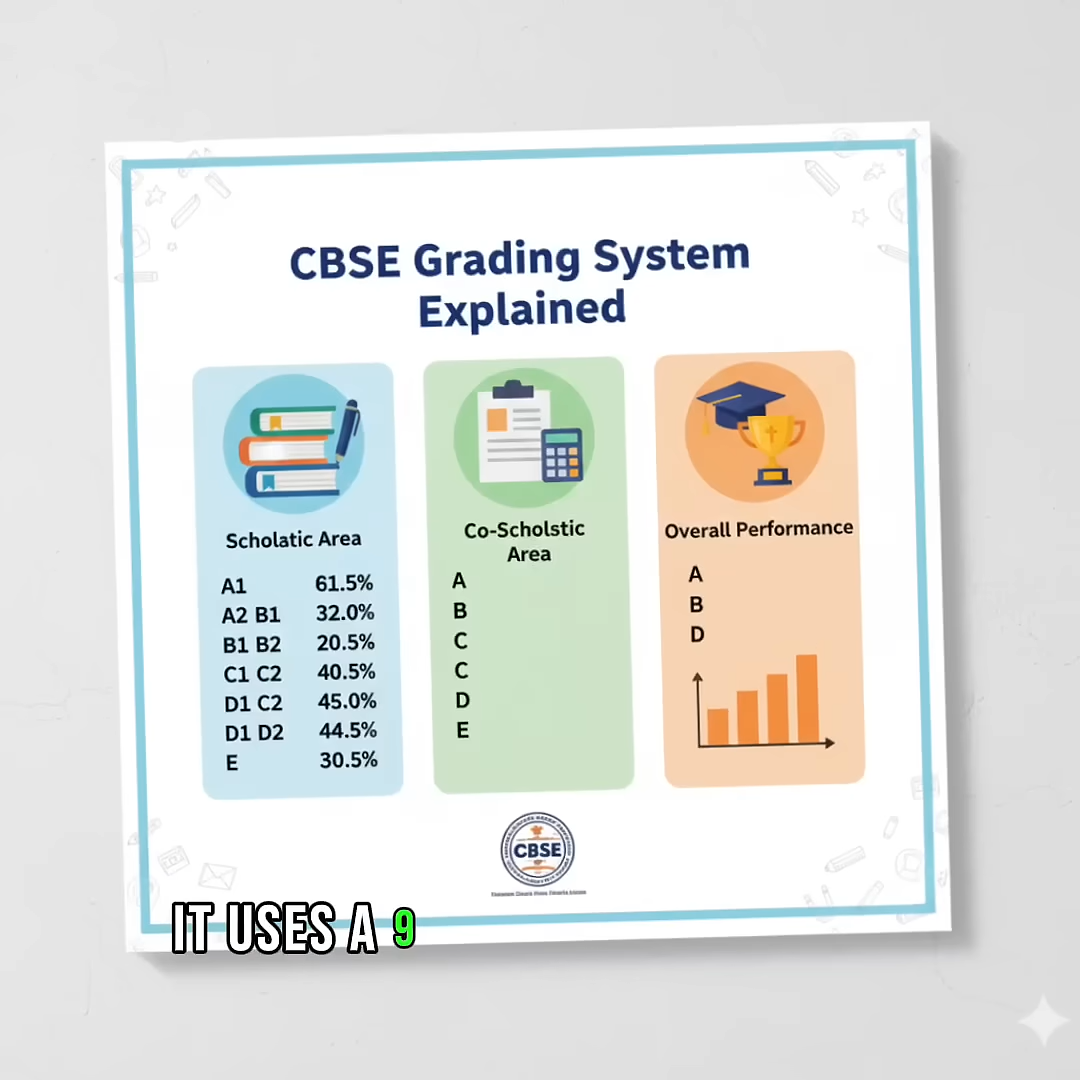 CBSE Grading System
Explained
Scholatic Area
A1 61.5%
A2 B1 32.0%
B1 B2 20.5%
C1 C2 40.5%
D1 C2 45.0%
D1 D2 44.5%
E 30.5%
Co-Scholstic
Area
A
B
C
C
D
E
Overall Performance
A
B
D
CBSE
IT USES A 9